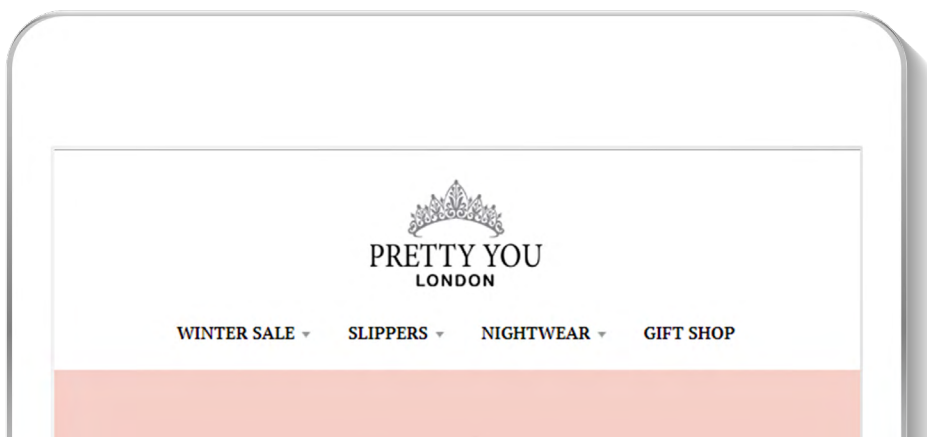 PRETTY YOU
LONDON
WINTER SALE SLIPPERS NIGHTWEAR GIFT SHOP